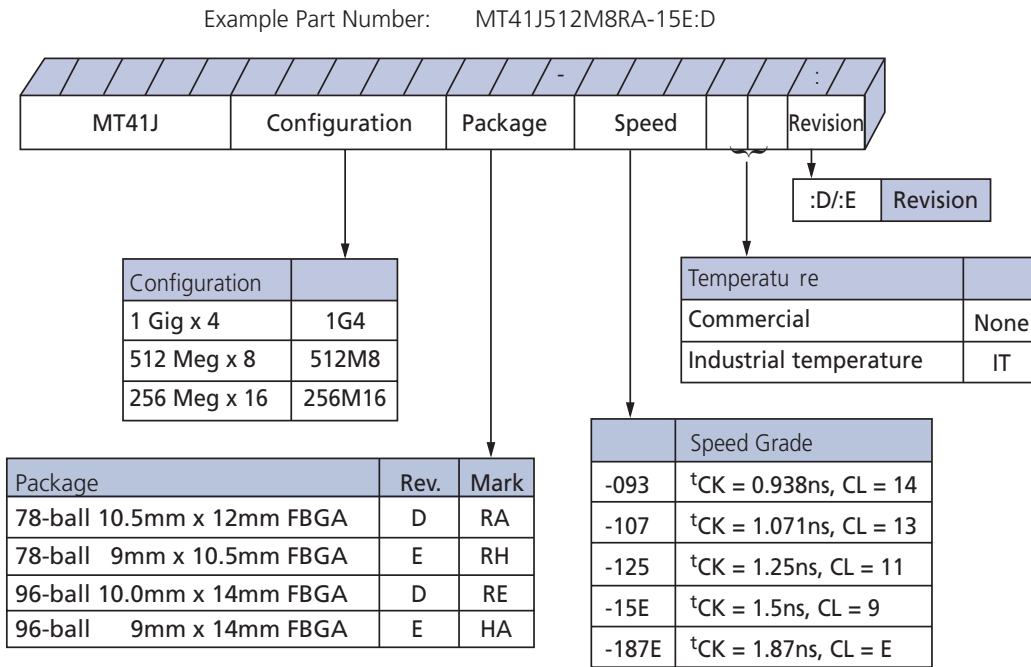 Example Part Number: MT41J512M8RA-15E:D
- :
MT41J Configuration Package Speed Revision
:D/:E Revision
Configuration
1 Gig x 4 1G4
512 Meg x 8 512M8
256 Meg x 16 256M16
Temperatu re
Commercial None
Industrial temperature IT
Package Rev. Mark
78-ball 10.5mm x 12mm FBGA D RA
78-ball 9mm x 10.5mm FBGA E RH
96-ball 10.0mm x 14mm FBGA D RE
96-ball 9mm x 14mm FBGA E HA
Speed Grade
-093 tCK = 0.938ns, CL = 14
-107 tCK = 1.071ns, CL = 13
-125 tCK = 1.25ns, CL = 11
-15E tCK = 1.5ns, CL = 9
-187E tCK = 1.87ns, CL = E